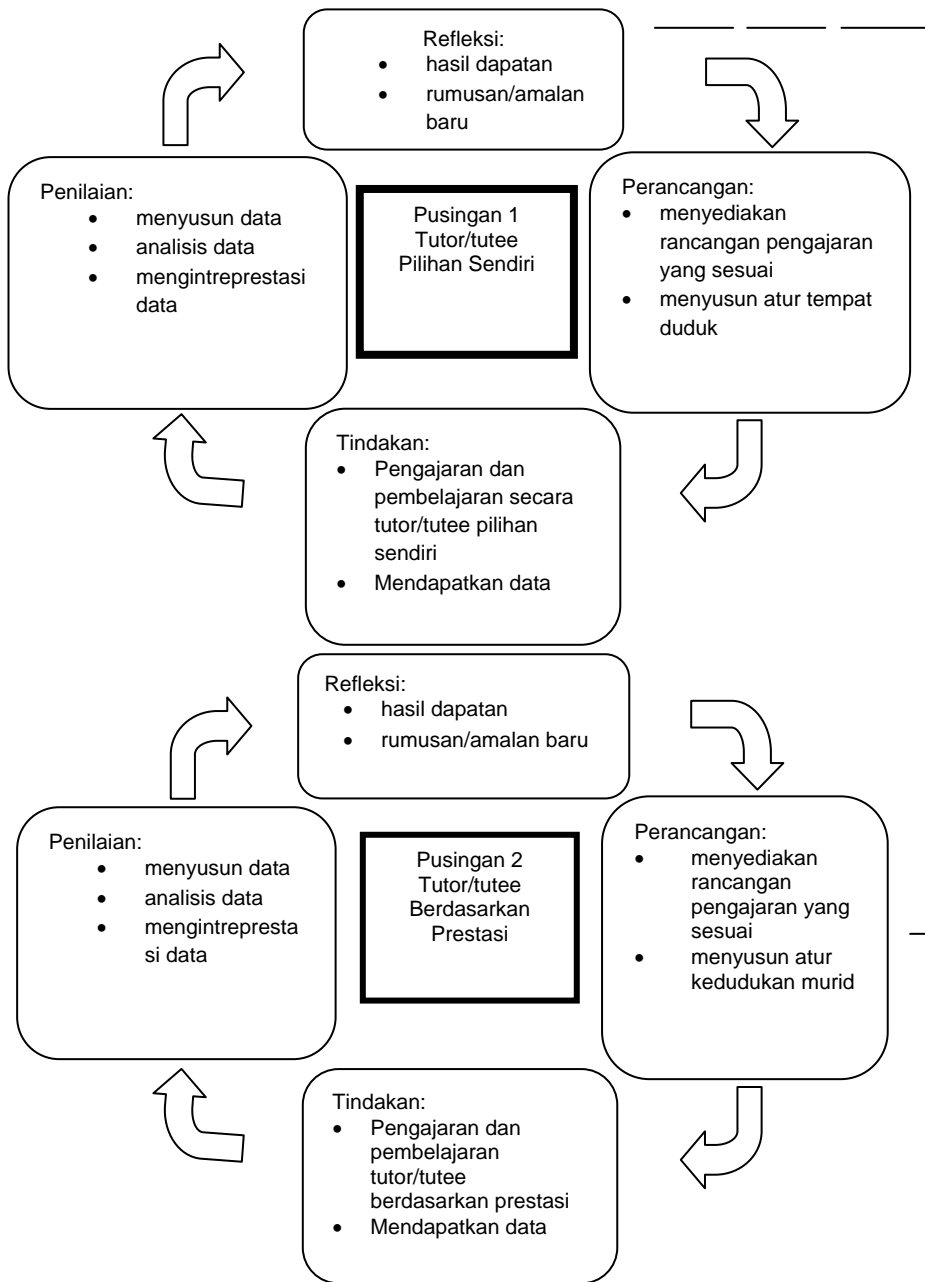 Refleksi:
• hasil dapatan
• rumusan/amalan
baru
Penilaian:
• menyusun data
• analisis data
• mengintreprestasi
data
Pusingan 1
Tutor/tutee
Pilihan Sendiri
Perancangan:
• menyediakan
rancangan pengajaran
yang sesuai
• menyusun atur tempat
duduk
Tindakan:
• Pengajaran dan
pembelajaran secara
tutor/tutee pilihan
sendiri
• Mendapatkan data
Refleksi:
• hasil dapatan
• rumusan/amalan baru
Penilaian:
• menyusun data
• analisis data
• mengintrepresta
si data
Pusingan 2
Tutor/tutee
Berdasarkan
Prestasi
Perancangan:
• menyediakan
rancangan
pengajaran yang
sesuai
• menyusun atur
kedudukan murid
Tindakan:
• Pengajaran dan
pembelajaran
tutor/tutee
berdasarkan prestasi
• Mendapatkan data